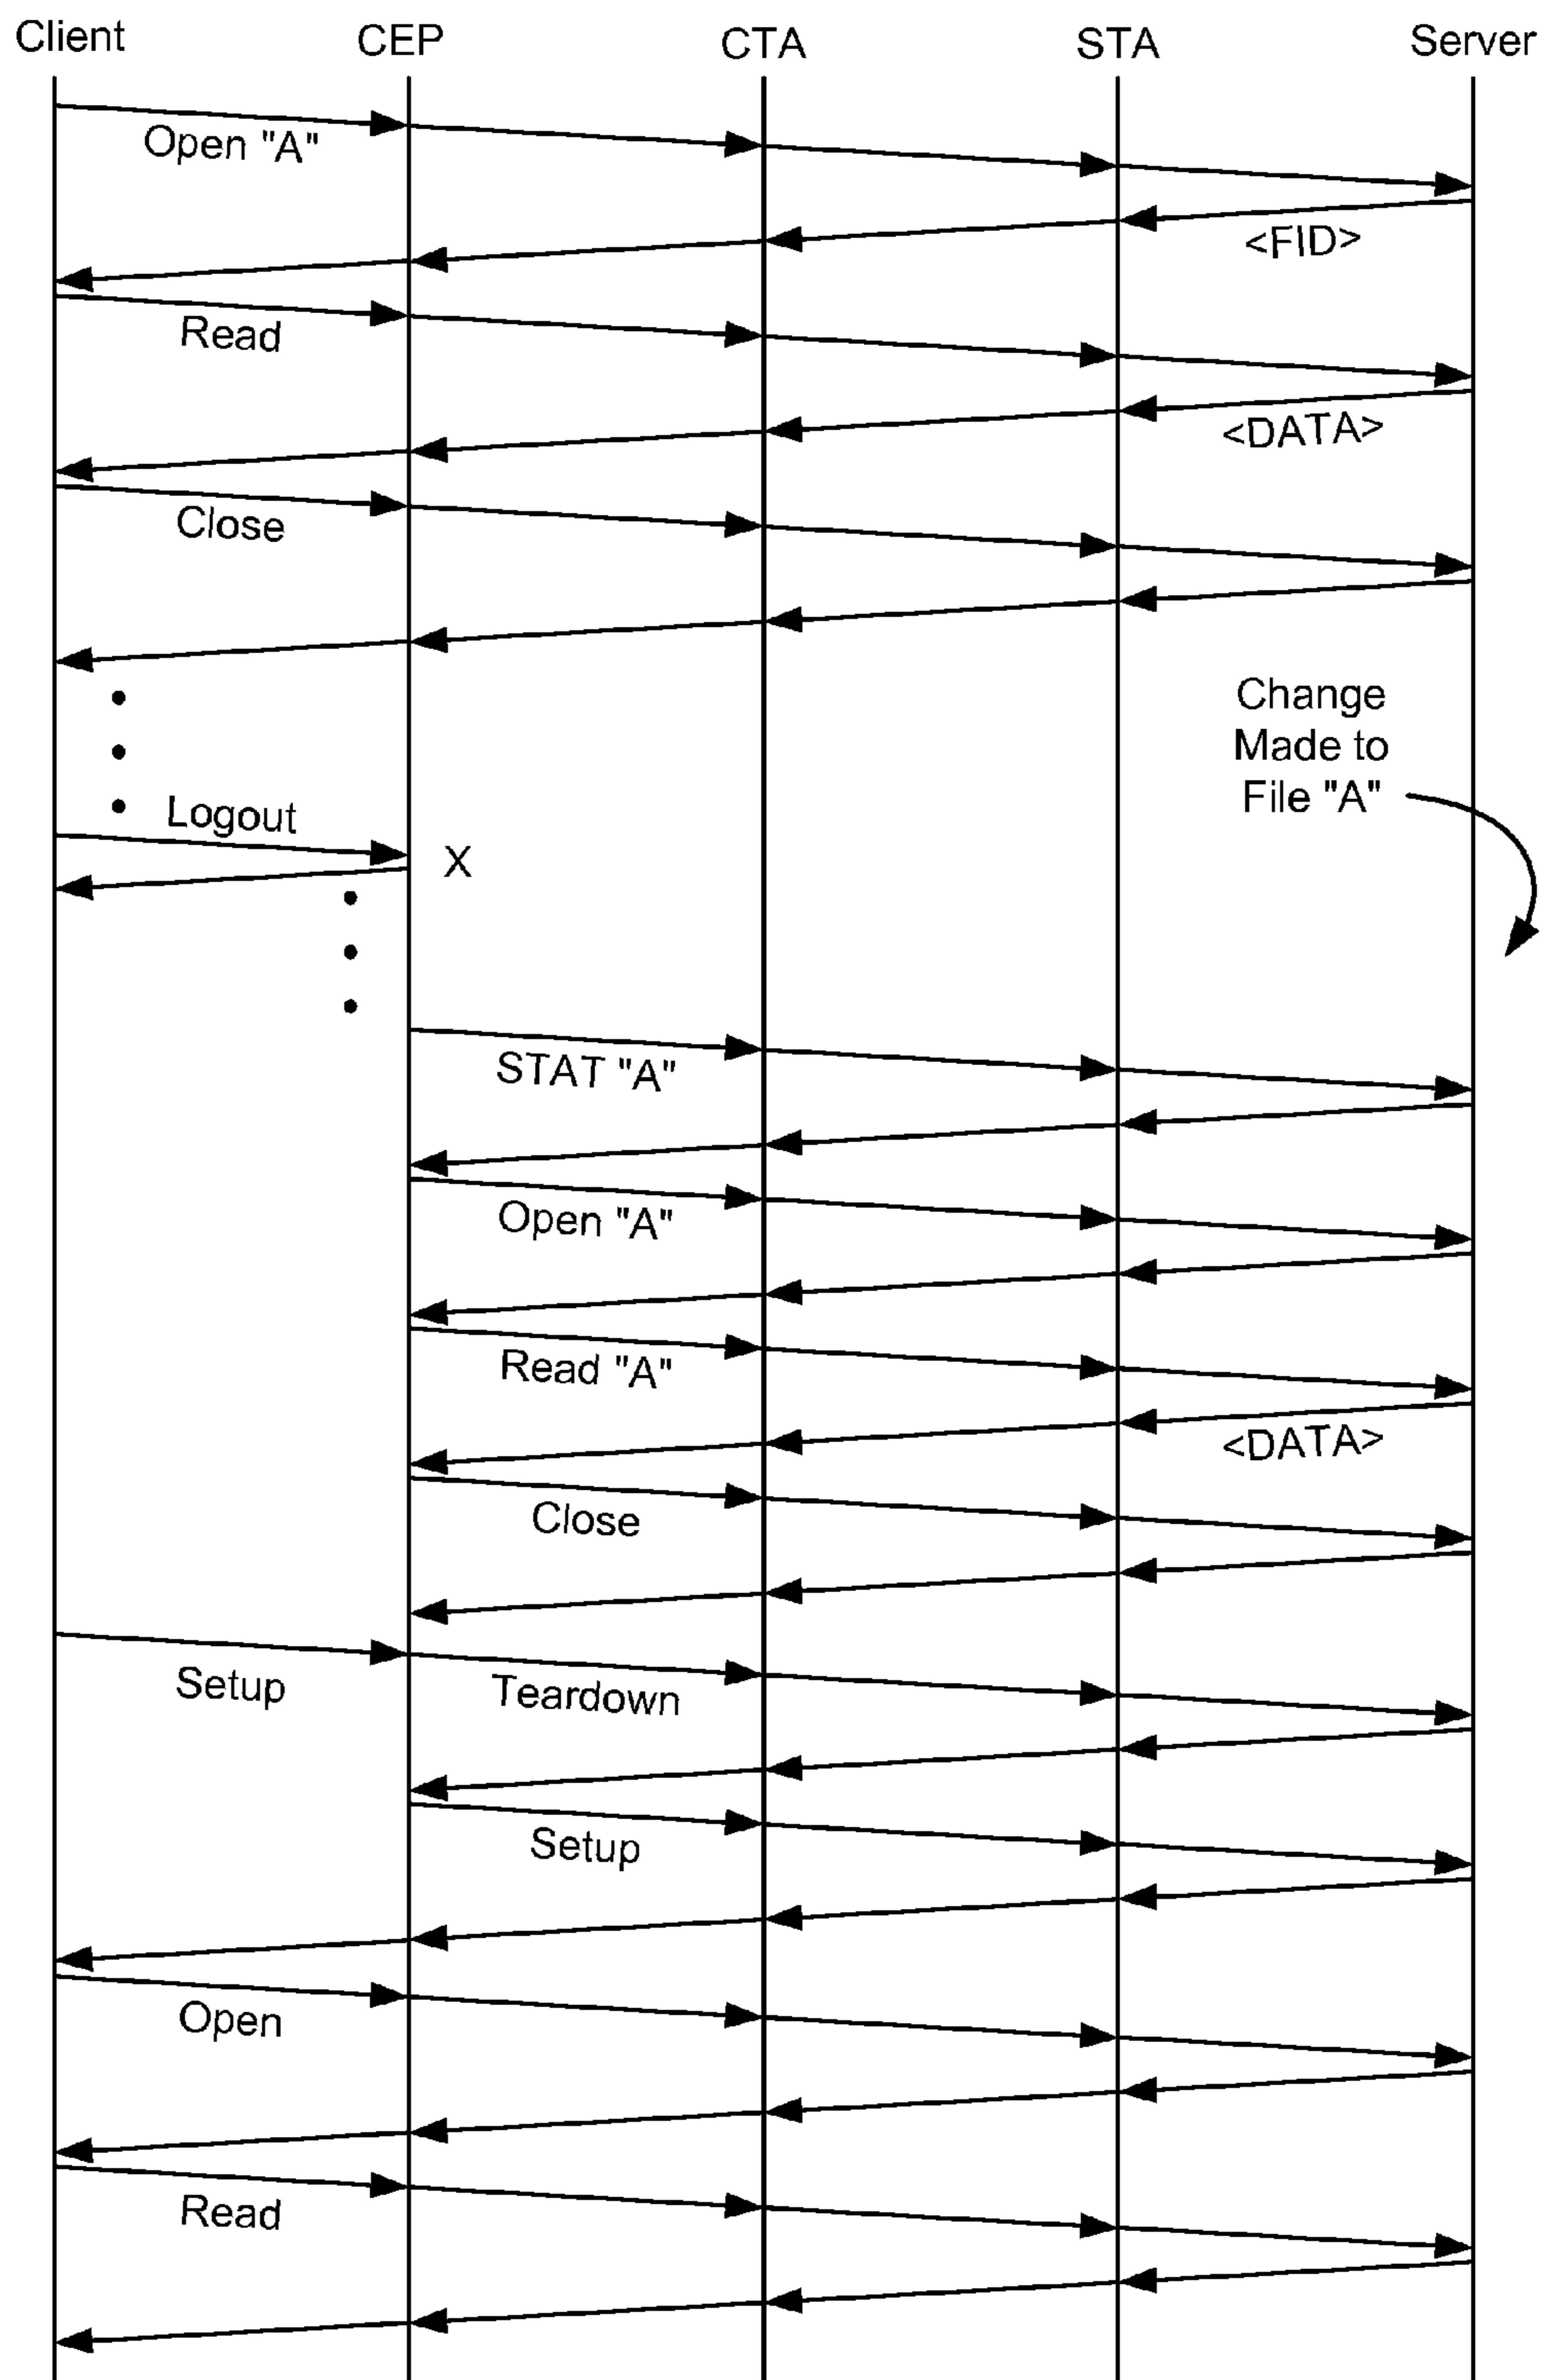 Client
CEP
CTA
STA
Server
Open "A"
<FID>
Read
<DATA>
Close
Change
Made to
File "A"
Logout
X
STAT "A"
Open "A"
Read "A"
<DATA>
Close
Setup
Teardown
Setup
Open
Read